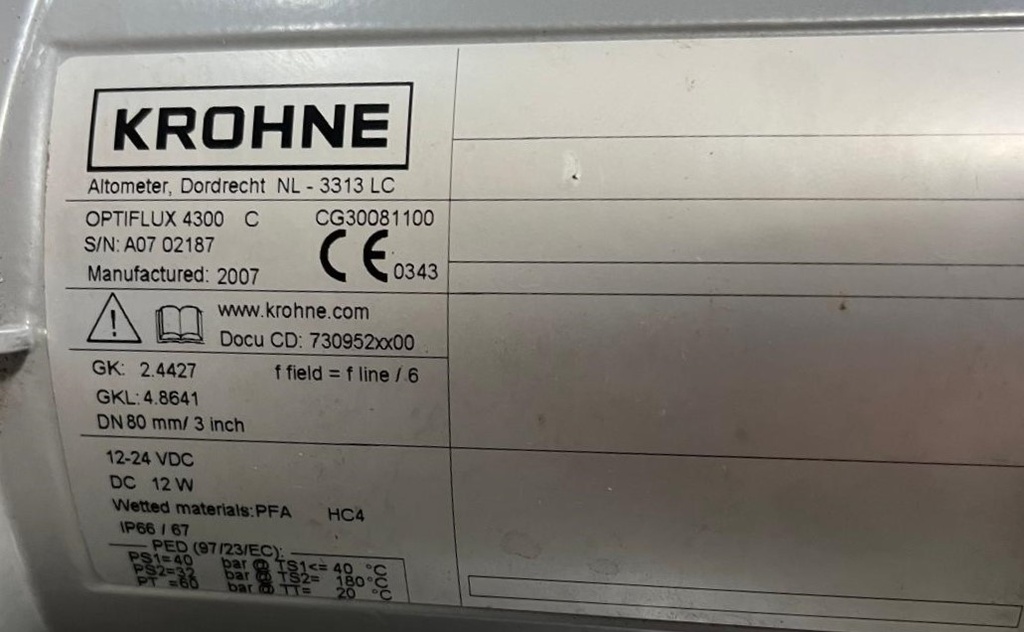 KROHNE
Altometer, Dordrecht NL - 3313 LC
OPTIFLUX 4300 C CG30081100
S/N: A07 02187
CE 0343
Manufactured: 2007
www.krohne.com
Docu CD: 730952xx00
GK: 2.4427 f field = f line / 6
GKL: 4.8641
DN 80 mm/ 3 inch
12-24 VDC
DC 12 W
Wetted materials: PFA HC4
IP66 / 67
PED (97/23/EC):
PS1=40 bar @ TS1<= 40 °C
PS2=32 bar @ TS2= 180 °C
PT =60 bar @ TT= 20 °C